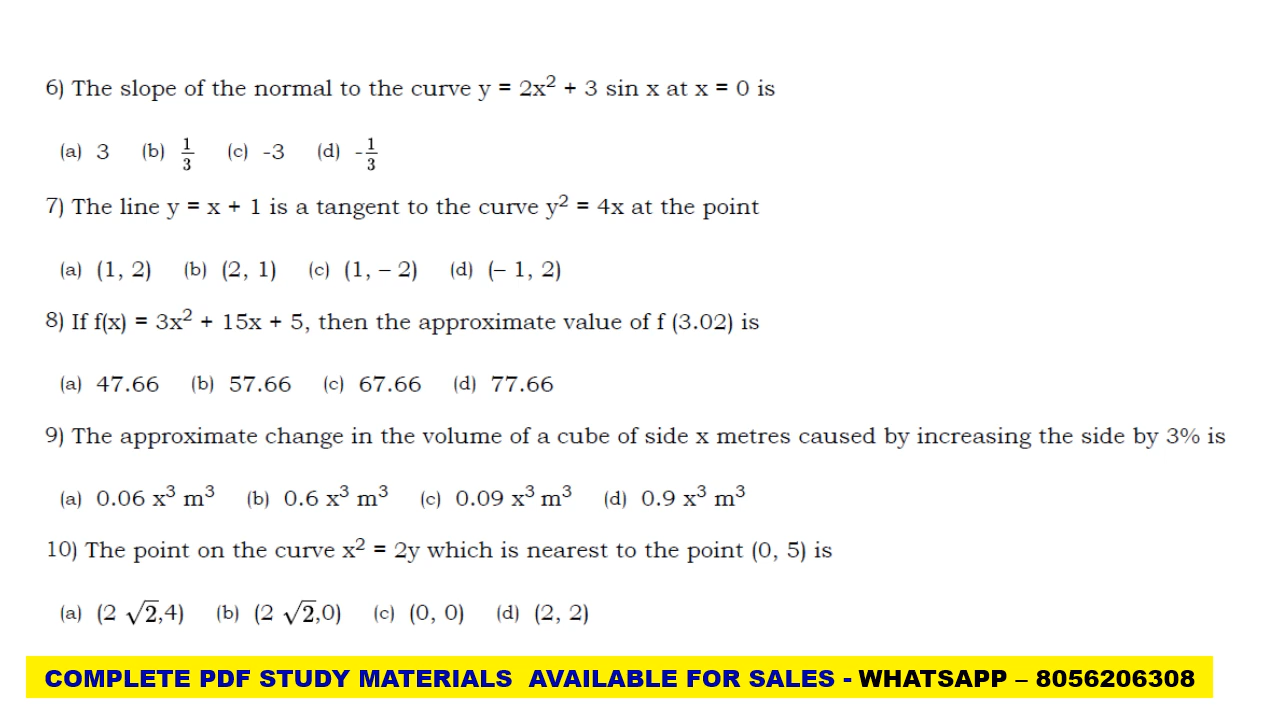 6) The slope of the normal to the curve y = 2x² + 3 sin x at x = 0 is
(a) 3 (b) 1/3 (c) -3 (d) -1/3
7) The line y = x + 1 is a tangent to the curve y² = 4x at the point
(a) (1, 2) (b) (2, 1) (c) (1, – 2) (d) (– 1, 2)
8) If f(x) = 3x² + 15x + 5, then the approximate value of f (3.02) is
(a) 47.66 (b) 57.66 (c) 67.66 (d) 77.66
9) The approximate change in the volume of a cube of side x metres caused by increasing the side by 3% is
(a) 0.06 x³ m³ (b) 0.6 x³ m³ (c) 0.09 x³ m³ (d) 0.9 x³ m³
10) The point on the curve x² = 2y which is nearest to the point (0, 5) is
(a) (2 √2,4) (b) (2 √2,0) (c) (0, 0) (d) (2, 2)
COMPLETE PDF STUDY MATERIALS AVAILABLE FOR SALES - WHATSAPP – 8056206308